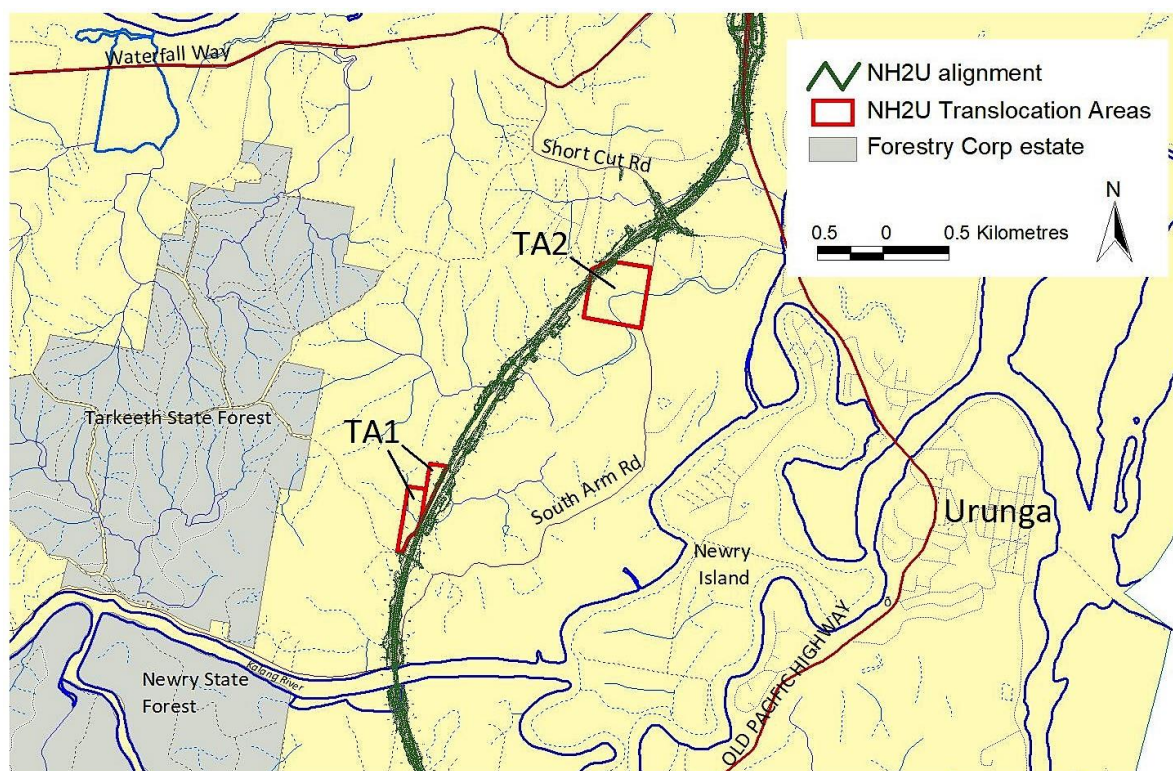 Waterfall Way
NH2U alignment
NH2U Translocation Areas
Forestry Corp estate
N
0.5 0 0.5 Kilometres
Short Cut Rd
TA2
Tarkeeth State Forest
TA1
South Arm Rd
Urunga
Newry
Island
OLD PACIFIC HIGHWAY
Kalang River
Newry State
Forest